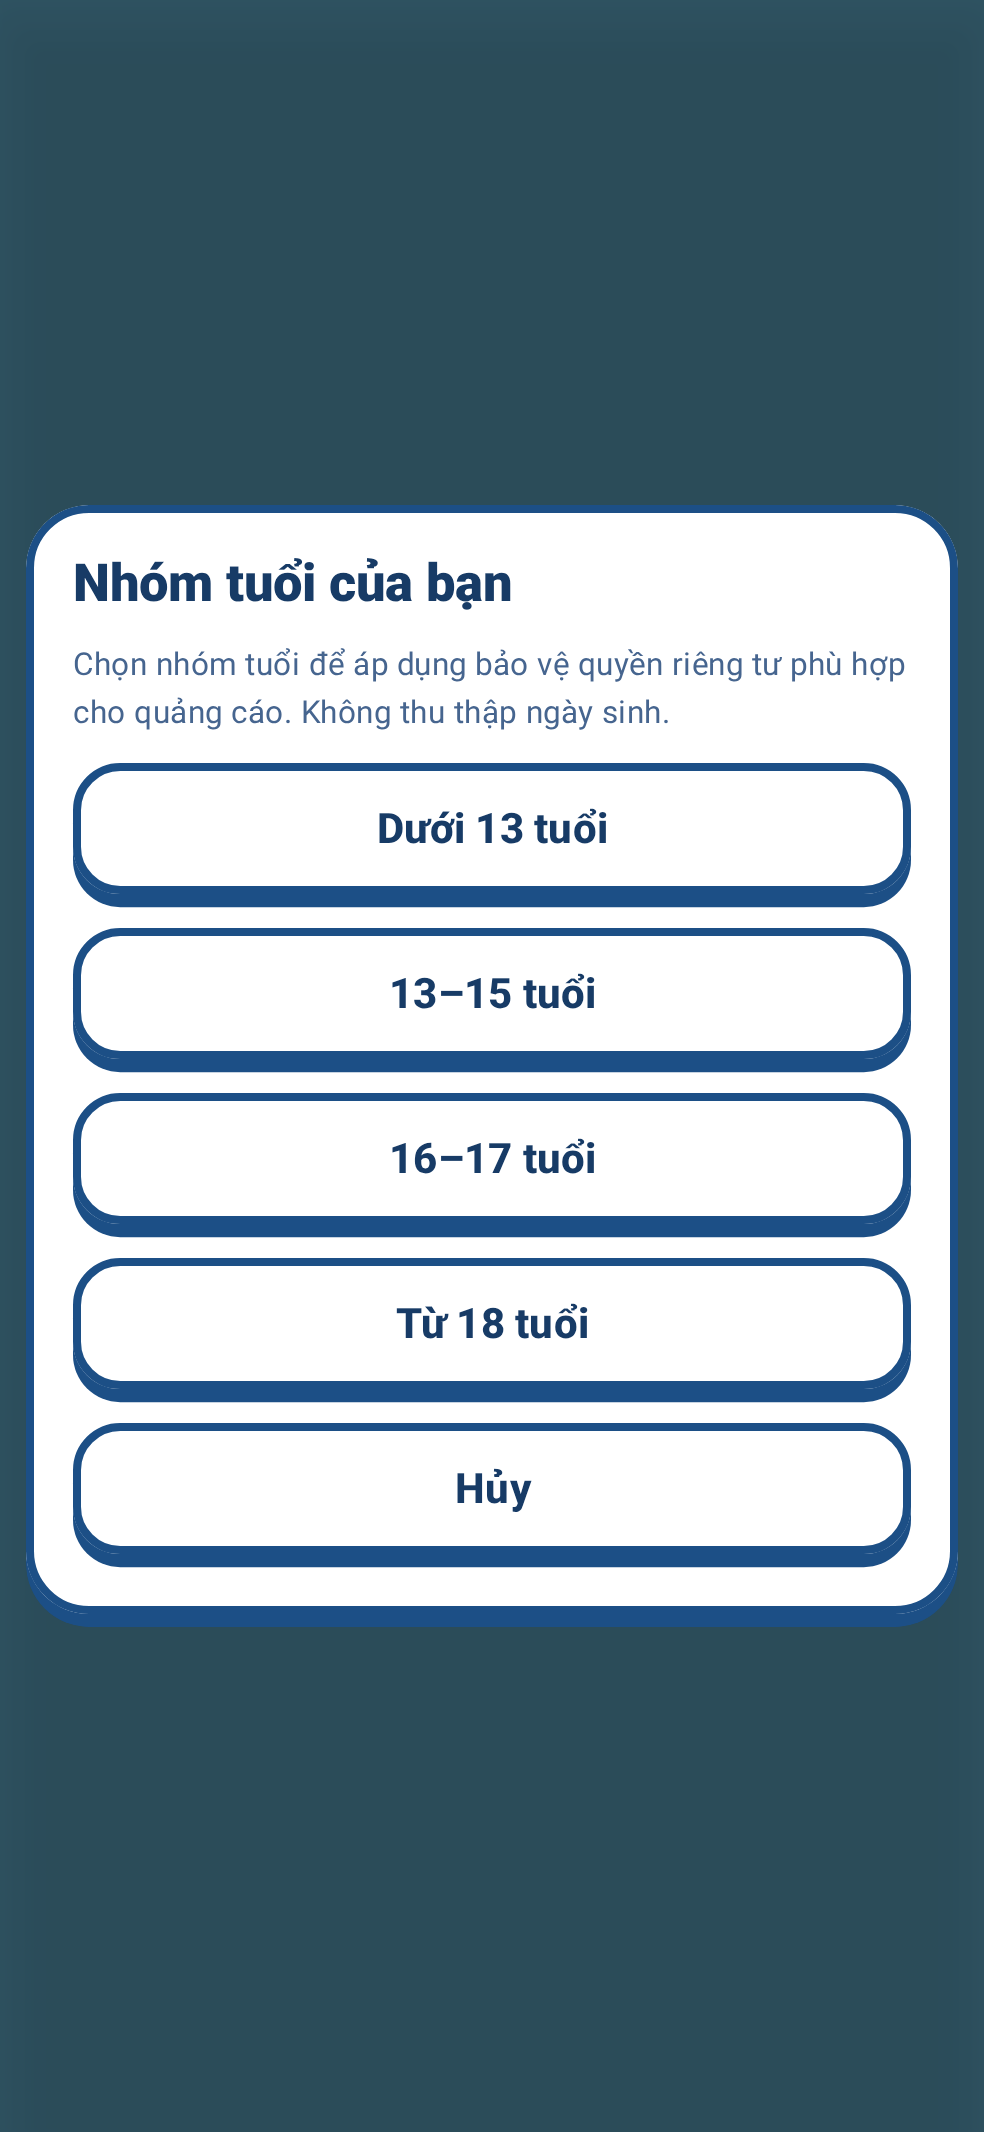 Nhóm tuổi của bạn
Chọn nhóm tuổi để áp dụng bảo vệ quyền riêng tư phù hợp
cho quảng cáo. Không thu thập ngày sinh.
Dưới 13 tuổi
13–15 tuổi
16–17 tuổi
Từ 18 tuổi
Hủy